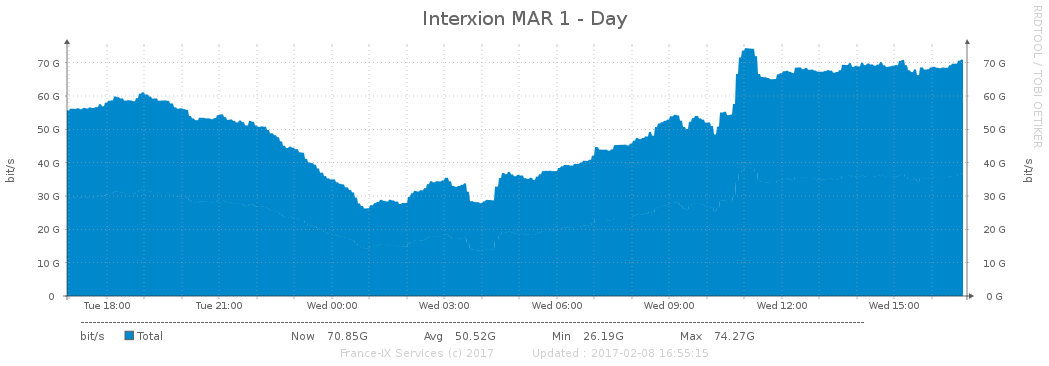 Interxion MAR 1 - Day
RRDTOOL / TOBI OETIKER
bit/s
bit/s
70 G 70 G
60 G 60 G
50 G 50 G
40 G 40 G
30 G 30 G
20 G 20 G
10 G 10 G
0 0 G
Tue 18:00 Tue 21:00 Wed 00:00 Wed 03:00 Wed 06:00 Wed 09:00 Wed 12:00 Wed 15:00
bit/s Total Now 70.85G Avg 50.52G Min 26.19G Max 74.27G
France-IX Services (c) 2017 Updated : 2017-02-08 16:55:15